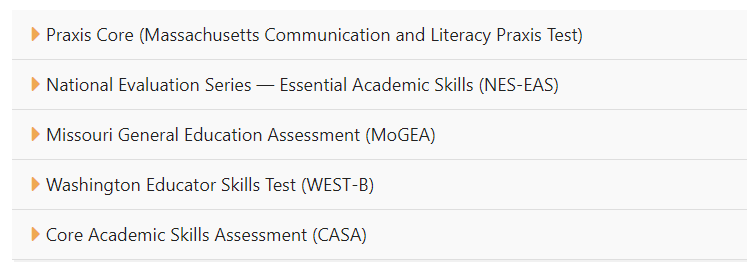 Praxis Core (Massachusetts Communication and Literacy Praxis Test)
National Evaluation Series — Essential Academic Skills (NES-EAS)
Missouri General Education Assessment (MoGEA)
Washington Educator Skills Test (WEST-B)
Core Academic Skills Assessment (CASA)